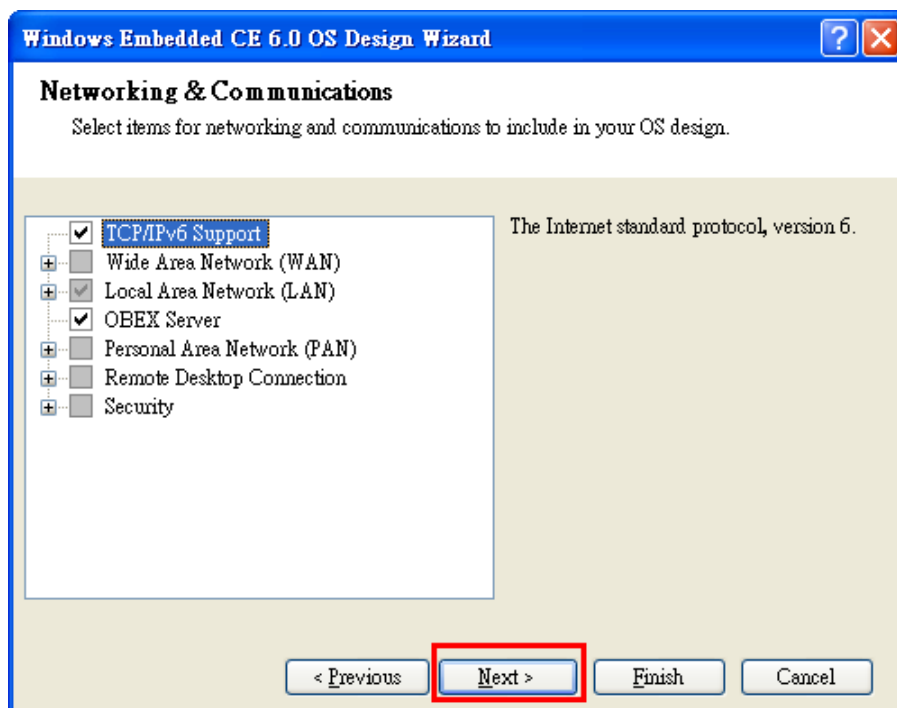 Windows Embedded CE 6.0 OS Design Wizard
Networking & Communications
Select items for networking and communications to include in your OS design.
TCP/IPv6 Support
Wide Area Network (WAN)
Local Area Network (LAN)
OBEX Server
Personal Area Network (PAN)
Remote Desktop Connection
Security
The Internet standard protocol, version 6.
< Previous
Next >
Finish
Cancel